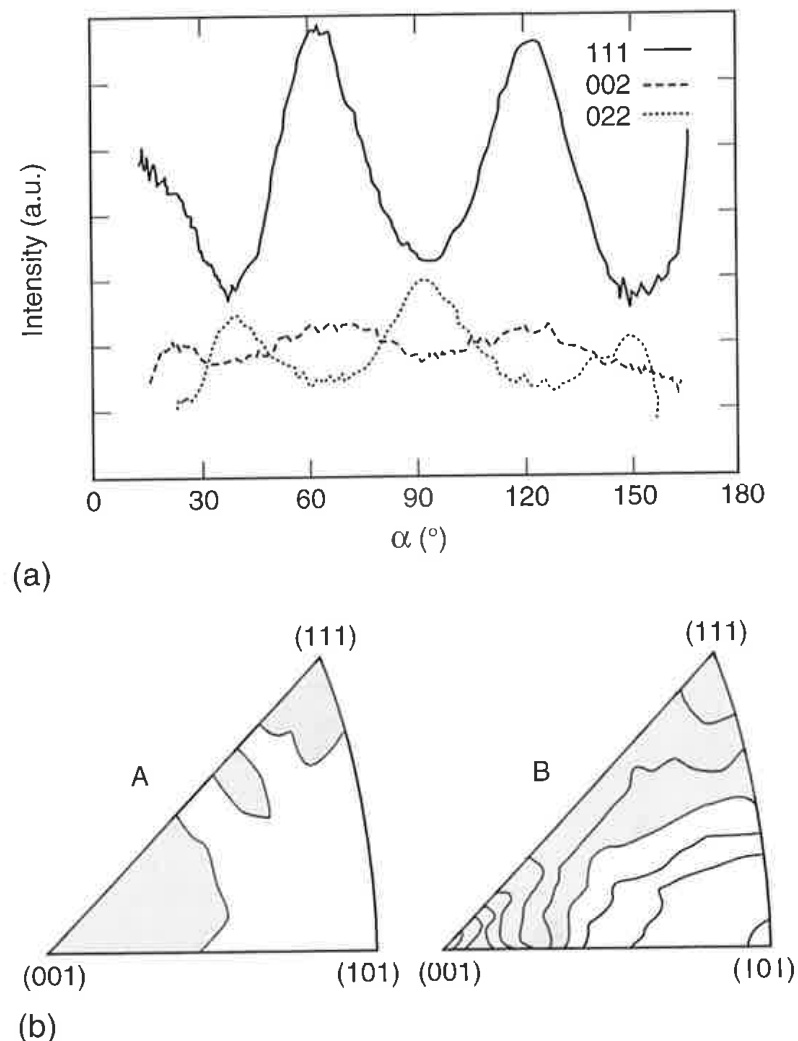 111
002
022
Intensity (a.u.)
0 30 60 90 120 150 180
α (°)
(a)
(111) (111)
A B
(001) (101) (001) (101)
(b)